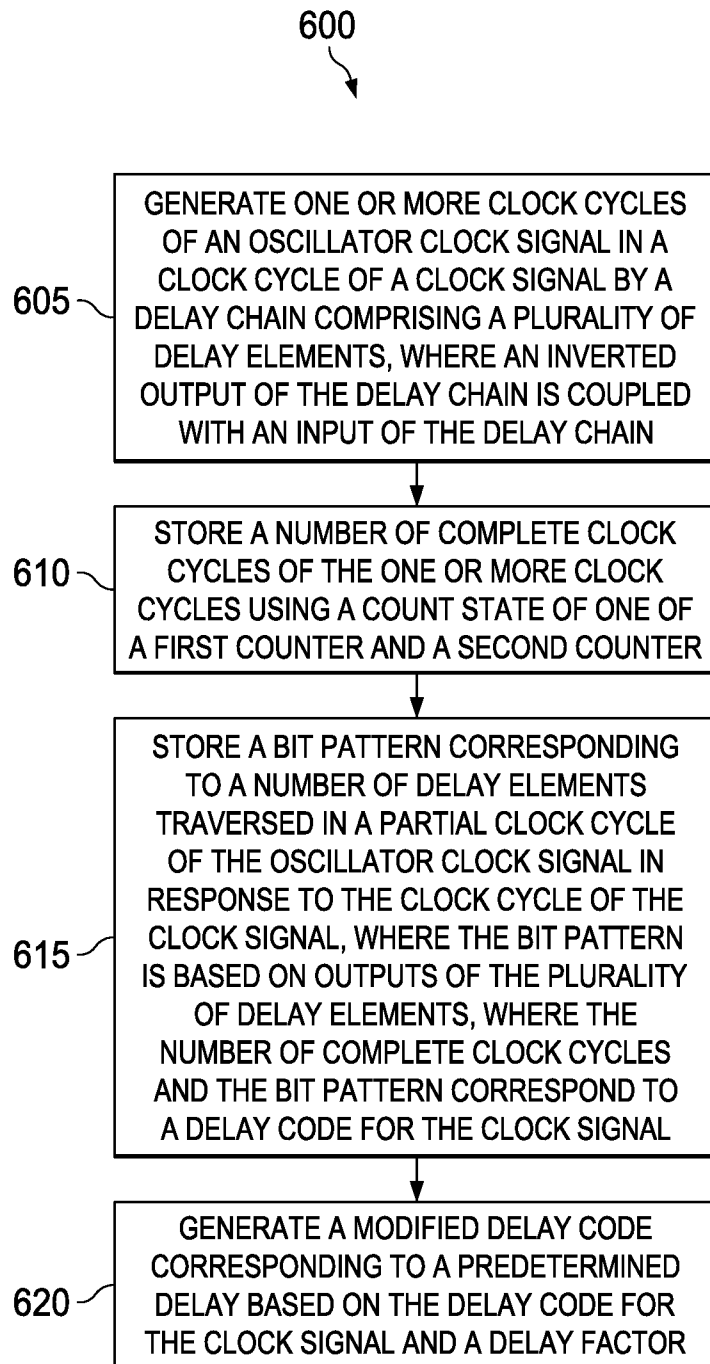 600
605
GENERATE ONE OR MORE CLOCK CYCLES
OF AN OSCILLATOR CLOCK SIGNAL IN A
CLOCK CYCLE OF A CLOCK SIGNAL BY A
DELAY CHAIN COMPRISING A PLURALITY OF
DELAY ELEMENTS, WHERE AN INVERTED
OUTPUT OF THE DELAY CHAIN IS COUPLED
WITH AN INPUT OF THE DELAY CHAIN
610
STORE A NUMBER OF COMPLETE CLOCK
CYCLES OF THE ONE OR MORE CLOCK
CYCLES USING A COUNT STATE OF ONE OF
A FIRST COUNTER AND A SECOND COUNTER
615
STORE A BIT PATTERN CORRESPONDING
TO A NUMBER OF DELAY ELEMENTS
TRAVERSED IN A PARTIAL CLOCK CYCLE
OF THE OSCILLATOR CLOCK SIGNAL IN
RESPONSE TO THE CLOCK CYCLE OF THE
CLOCK SIGNAL, WHERE THE BIT PATTERN
IS BASED ON OUTPUTS OF THE PLURALITY
OF DELAY ELEMENTS, WHERE THE
NUMBER OF COMPLETE CLOCK CYCLES
AND THE BIT PATTERN CORRESPOND TO
A DELAY CODE FOR THE CLOCK SIGNAL
620
GENERATE A MODIFIED DELAY CODE
CORRESPONDING TO A PREDETERMINED
DELAY BASED ON THE DELAY CODE FOR
THE CLOCK SIGNAL AND A DELAY FACTOR